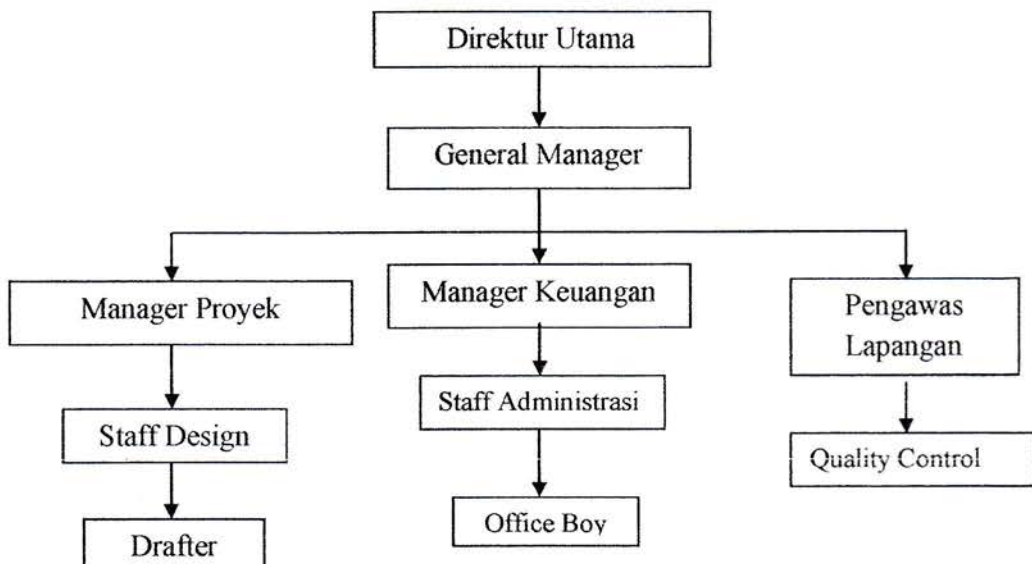 Direktur Utama
General Manager
Manager Proyek
Manager Keuangan
Pengawas
Lapangan
Staff Design
Staff Administrasi
Quality Control
Drafter
Office Boy